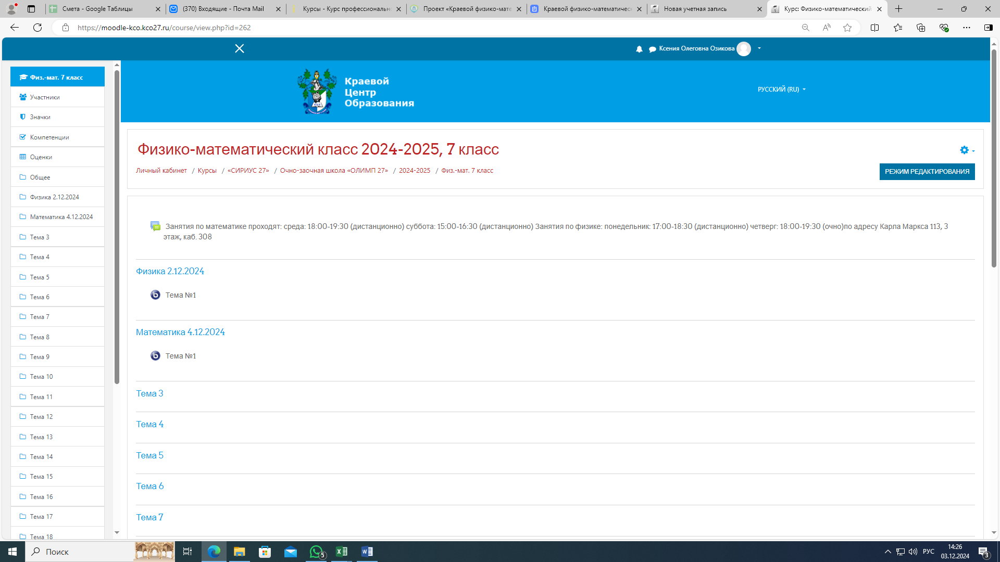 Смета - Google Таблицы
(370) Входящие - Почта Mail
Курсы - Курс профессиональн
Проект «Краевой физико-мате
Краевой физико-математичес
Новая учетная запись
Курс: Физико-математический
https://moodle-kco.kco27.ru/course/view.php?id=262
Ксения Олеговна Озикова
Краевой
Центр
Образования
РУССКИЙ (RU)
Физ.-мат. 7 класс
Участники
Значки
Компетенции
Оценки
Общее
Физика 2.12.2024
Математика 4.12.2024
Тема 3
Тема 4
Тема 5
Тема 6
Тема 7
Тема 8
Тема 9
Тема 10
Тема 11
Тема 12
Тема 13
Тема 14
Тема 15
Тема 16
Тема 17
Тема 18
Физико-математический класс 2024-2025, 7 класс
Личный кабинет / Курсы / «СИРИУС 27» / Очно-заочная школа «ОЛИМП 27» / 2024-2025 / Физ.-мат. 7 класс
РЕЖИМ РЕДАКТИРОВАНИЯ
Занятия по математике проходят: среда: 18:00-19:30 (дистанционно) суббота: 15:00-16:30 (дистанционно) Занятия по физике: понедельник: 17:00-18:30 (дистанционно) четверг: 18:00-19:30 (очно)по адресу Карла Маркса 113, 3
этаж, каб. 308
Физика 2.12.2024
Тема №1
Математика 4.12.2024
Тема №1
Тема 3
Тема 4
Тема 5
Тема 6
Тема 7
Поиск
5
РУС
14:26
03.12.2024
3